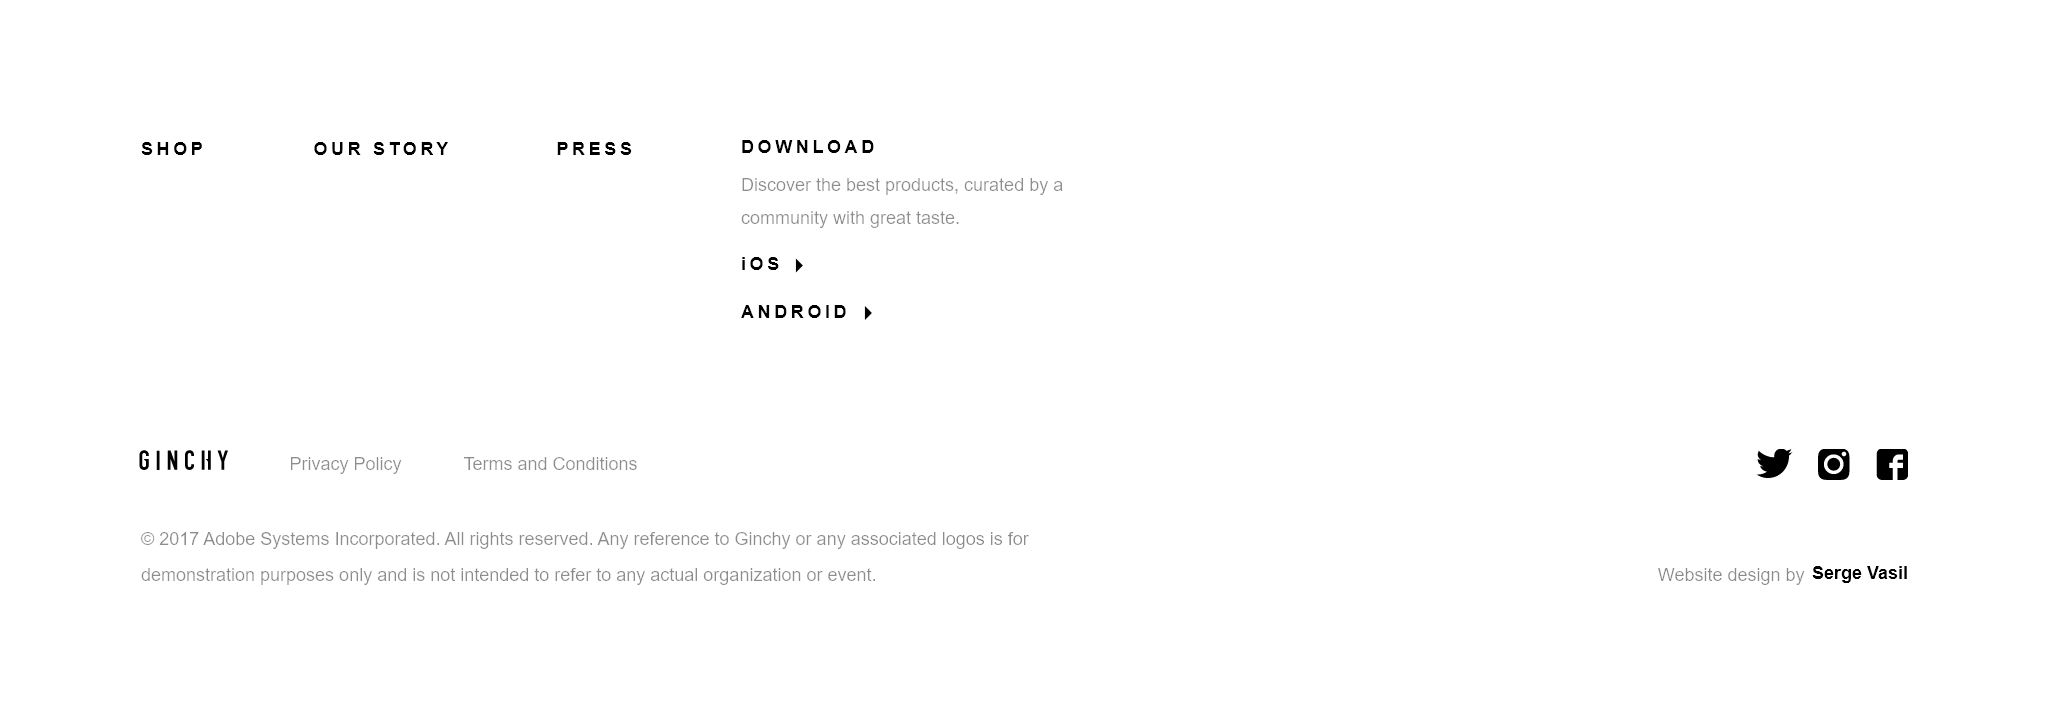 SHOP
OUR STORY
PRESS
DOWNLOAD
Discover the best products, curated by a
community with great taste.
iOS
ANDROID
GINCHY
Privacy Policy
Terms and Conditions
© 2017 Adobe Systems Incorporated. All rights reserved. Any reference to Ginchy or any associated logos is for
demonstration purposes only and is not intended to refer to any actual organization or event.
Website design by Serge Vasil